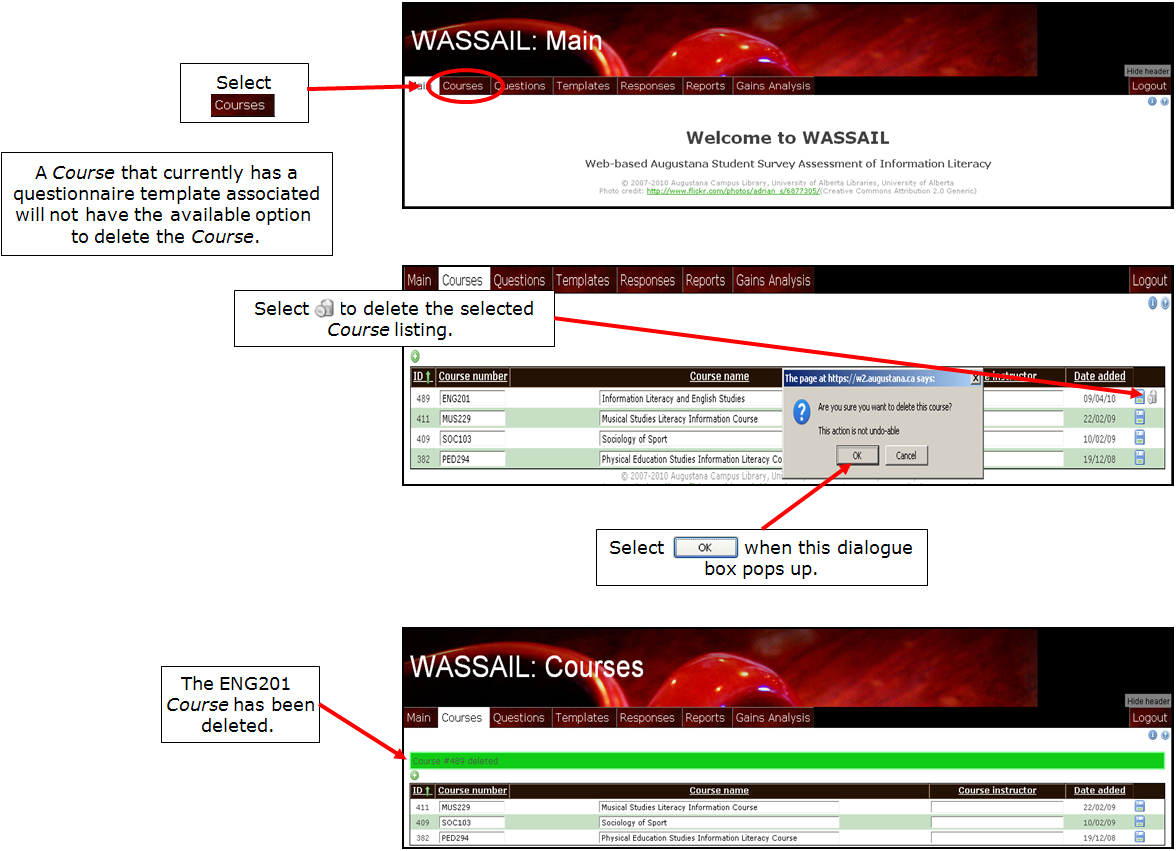 WASSAIL: Main
Hide header
Main Courses Questions Templates Responses Reports Gains Analysis Logout
Select
Courses
Welcome to WASSAIL
Web-based Augustana Student Survey Assessment of Information Literacy
© 2007-2010 Augustana Campus Library, University of Alberta Libraries, University of Alberta
Photo credit: http://www.flickr.com/photos/adrian_s/6877305/(Creative Commons Attribution 2.0 Generic)
A Course that currently has a
questionnaire template associated
will not have the available option
to delete the Course.
Main Courses Questions Templates Responses Reports Gains Analysis Logout
Select to delete the selected
Course listing.
ID Course number Course name instructor Date added
489 ENG201 Information Literacy and English Studies 09/04/10
411 MUS229 Musical Studies Literacy Information Course 22/02/09
409 SOC103 Sociology of Sport 10/02/09
382 PED294 Physical Education Studies Information Literacy Co 19/12/08
© 2007-2010 Augustana Campus Library, Un
The page at https://w2.augustana.ca says:
Are you sure you want to delete this course?
This action is not undo-able
OK Cancel
Select OK when this dialogue
box pops up.
WASSAIL: Courses
Hide header
Main Courses Questions Templates Responses Reports Gains Analysis Logout
The ENG201
Course has been
deleted.
Course #489 deleted
ID Course number Course name Course instructor Date added
411 MUS229 Musical Studies Literacy Information Course 22/02/09
409 SOC103 Sociology of Sport 10/02/09
382 PED294 Physical Education Studies Information Literacy Course 19/12/08